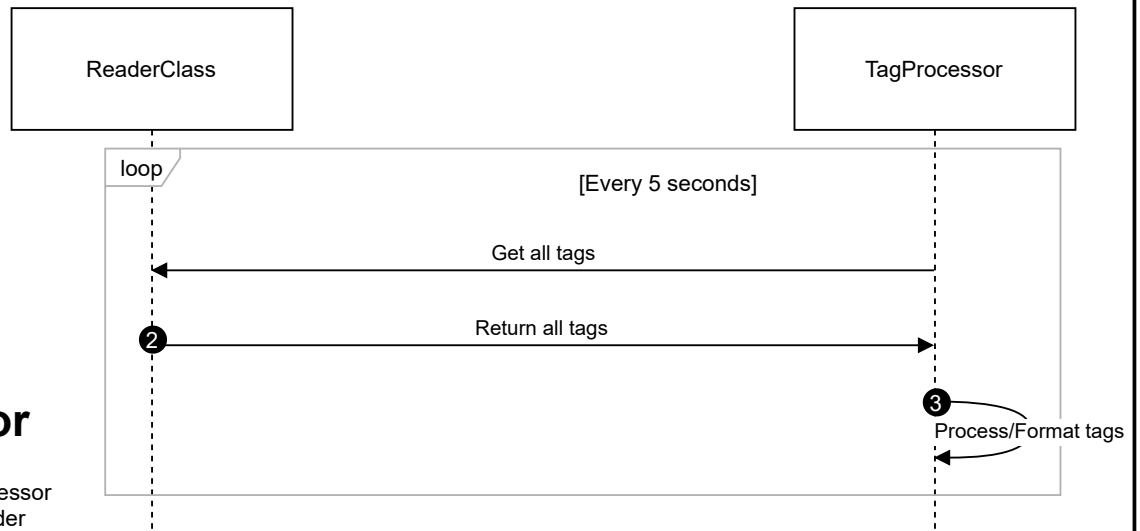 ReaderClass
TagProcessor
loop
[Every 5 seconds]
Get all tags
2
Return all tags
3
Process/Format tags